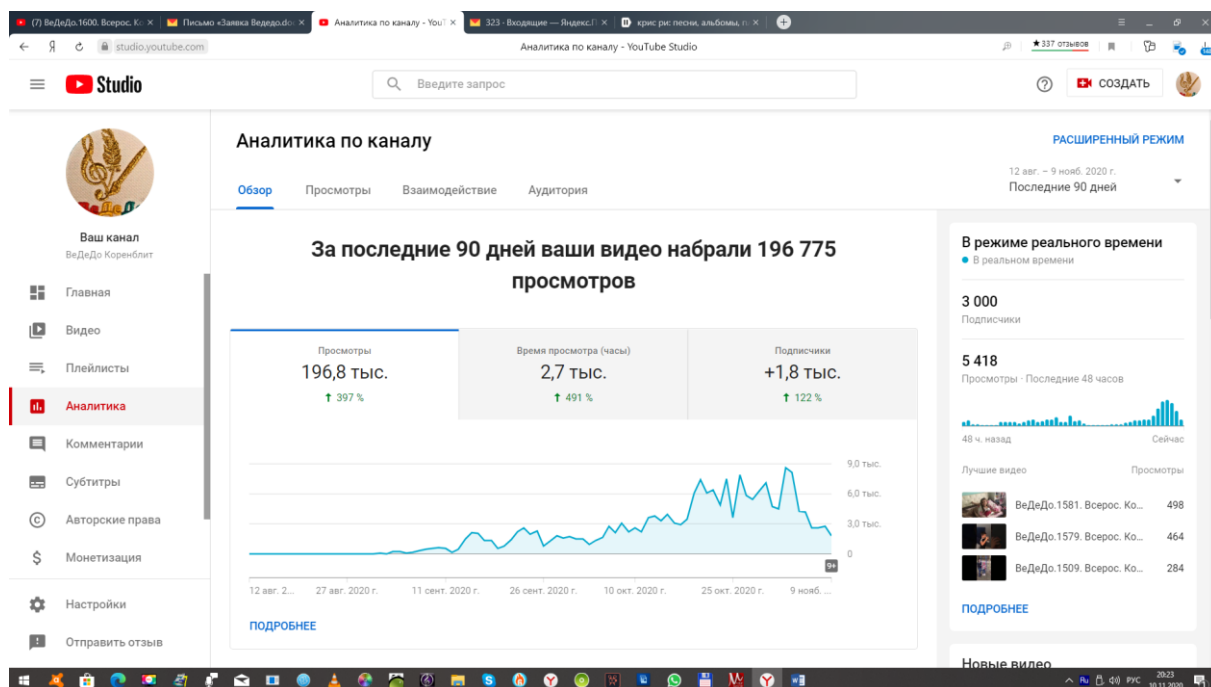 (7) ВеДеДо.1600. Всерос. Ко
Письмо «Заявка Ведедо.do
Аналитика по каналу - YouT
323 · Входящие — Яндекс.П
крис ри: песни, альбомы, п
studio.youtube.com
Аналитика по каналу - YouTube Studio
★337 отзывов
Studio
Введите запрос
СОЗДАТЬ
Ваш канал
ВеДеДо Коренблит
Главная
Видео
Плейлисты
Аналитика
Комментарии
Субтитры
Авторские права
Монетизация
Настройки
Отправить отзыв
Аналитика по каналу
РАСШИРЕННЫЙ РЕЖИМ
Обзор Просмотры Взаимодействие Аудитория
12 авг. – 9 нояб. 2020 г.
Последние 90 дней
За последние 90 дней ваши видео набрали 196 775
просмотров
Просмотры
196,8 тыс.
↑ 397 %
Время просмотра (часы)
2,7 тыс.
↑ 491 %
Подписчики
+1,8 тыс.
↑ 122 %
9,0 тыс.
6,0 тыс.
3,0 тыс.
0
9+
12 авг. 2... 27 авг. 2020 г. 11 сент. 2020 г. 26 сент. 2020 г. 10 окт. 2020 г. 25 окт. 2020 г. 9 нояб. ...
ПОДРОБНЕЕ
В режиме реального времени
В реальном времени
3 000
Подписчики
5 418
Просмотры · Последние 48 часов
48 ч. назад Сейчас
Лучшие видео Просмотры
ВеДеДо.1581. Всерос. Ко... 498
ВеДеДо.1579. Всерос. Ко... 464
ВеДеДо.1509. Всерос. Ко... 284
ПОДРОБНЕЕ
Новые видео
РУС
20:23
10.11.2020